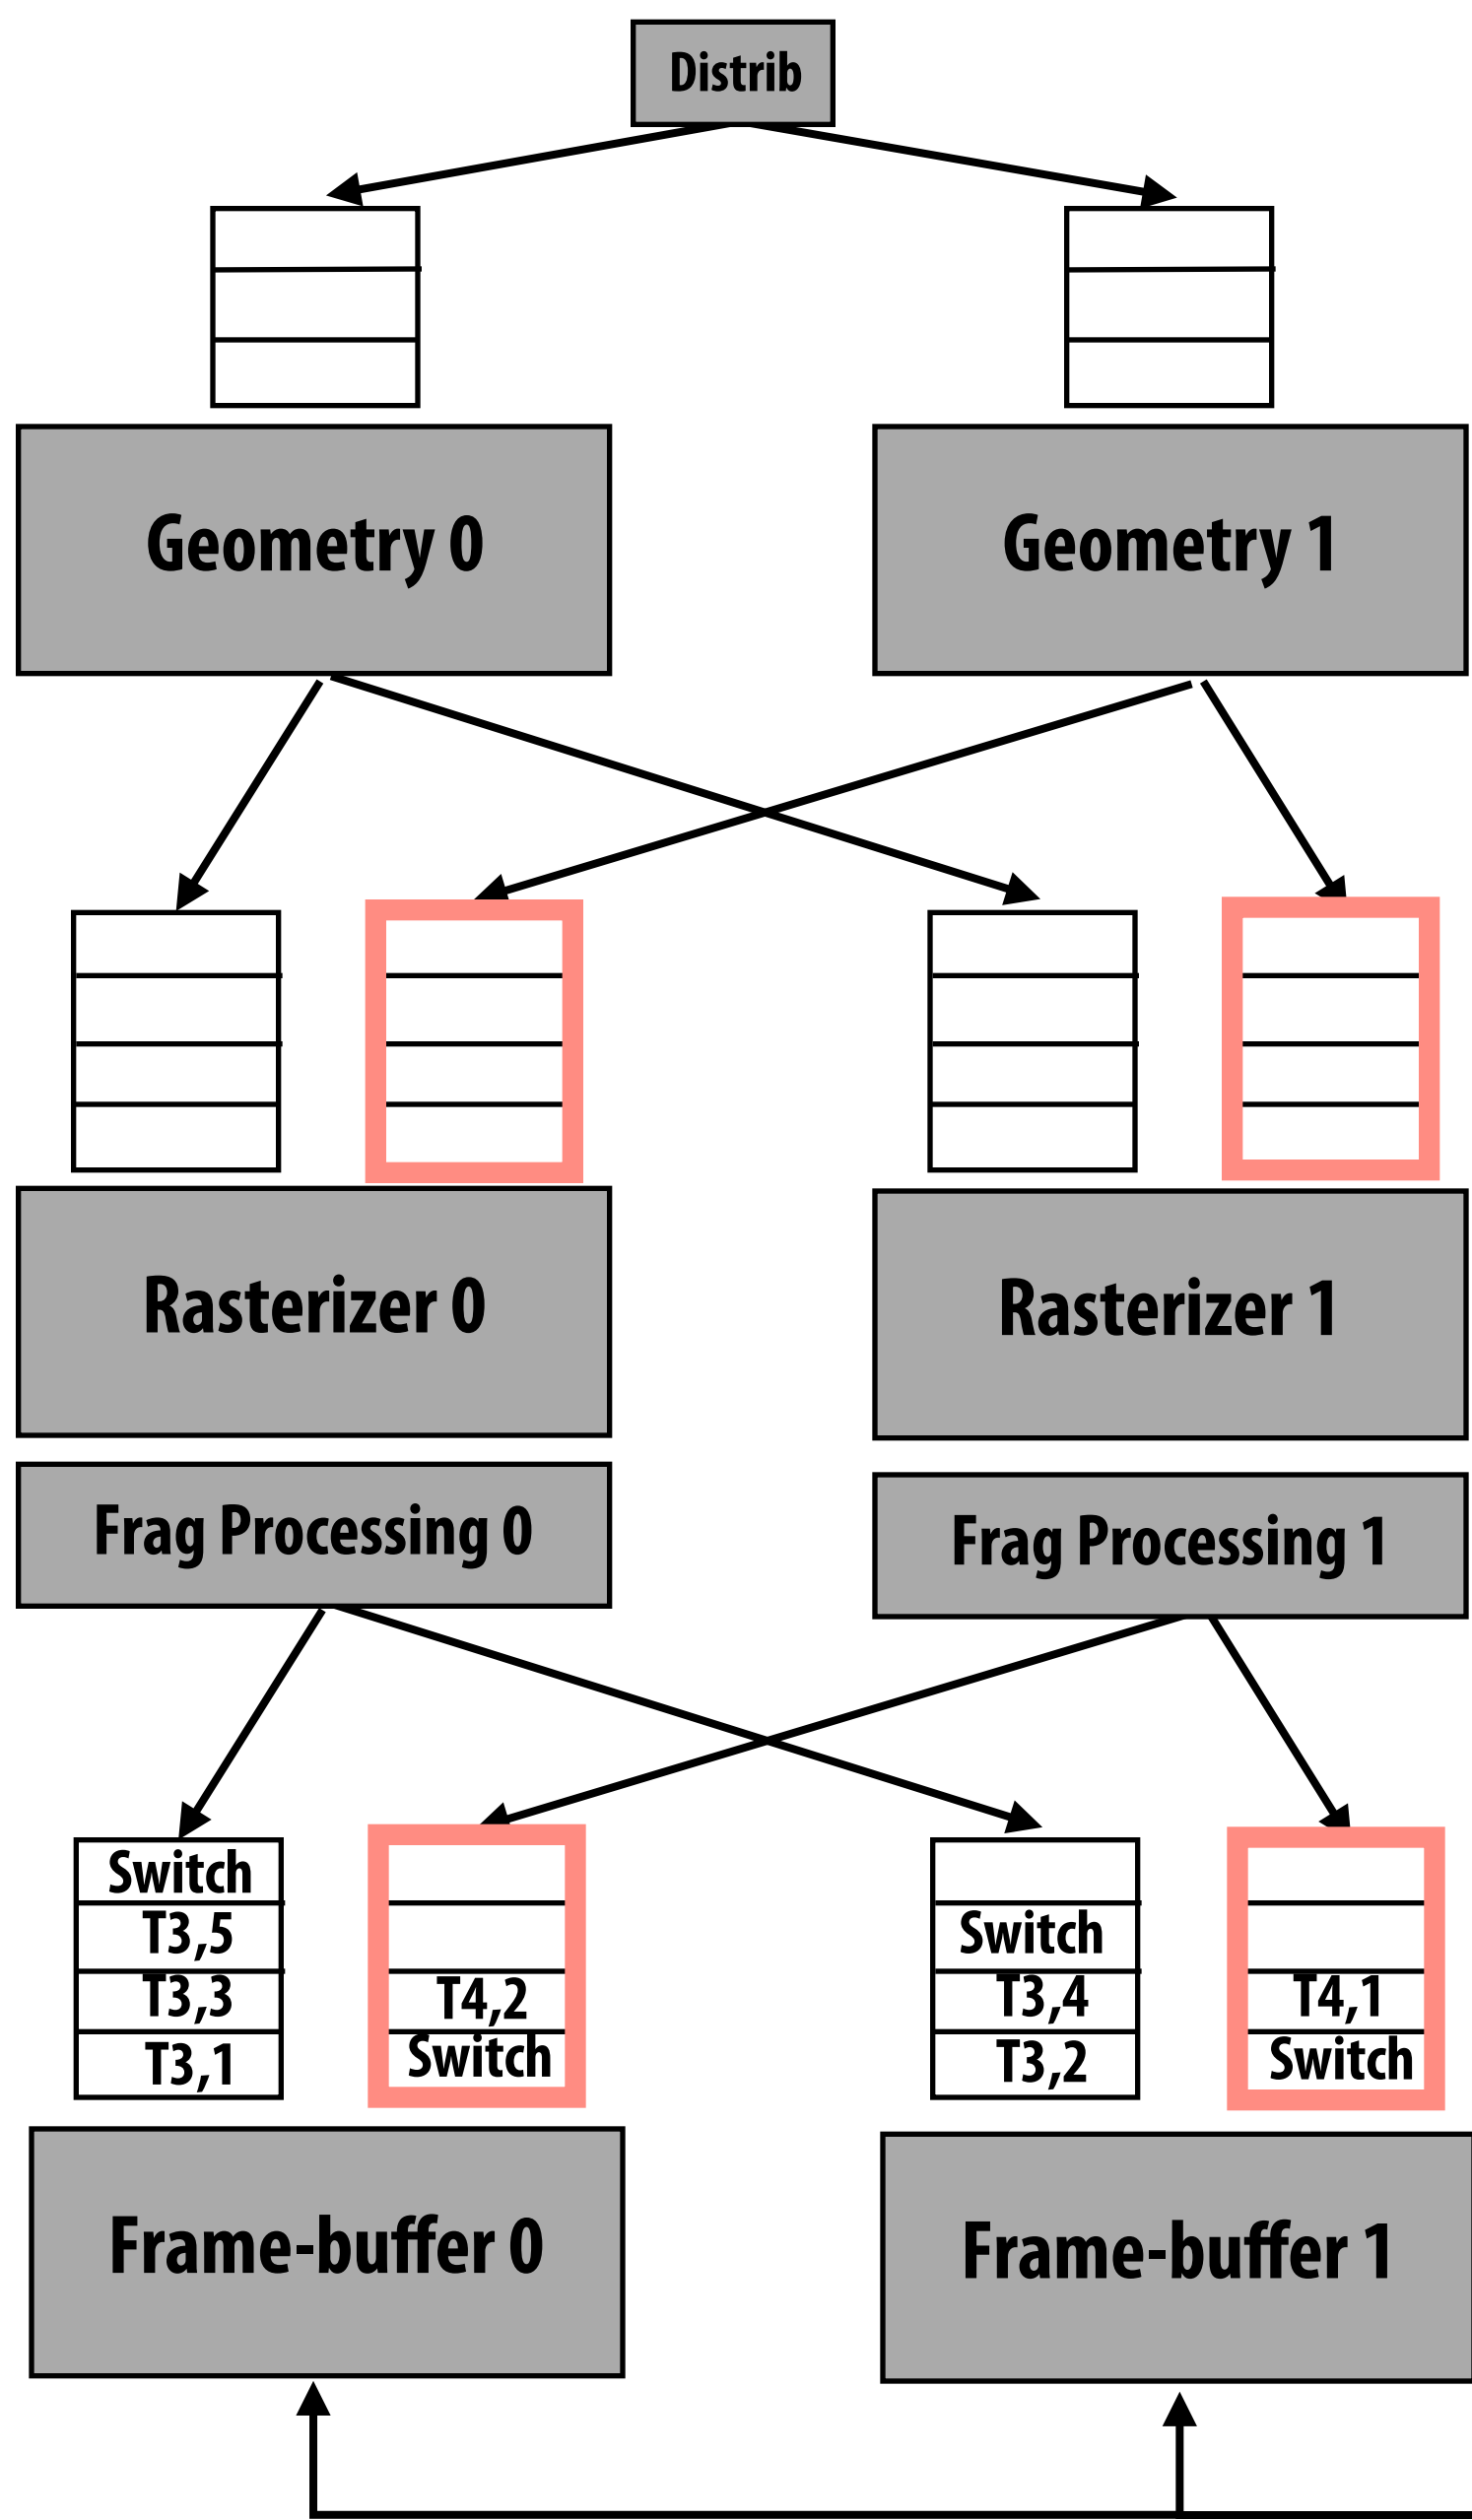 Distrib
Geometry 0
Geometry 1
Rasterizer 0
Rasterizer 1
Frag Processing 0
Frag Processing 1
Switch
T3,5
T3,3
T3,1
T4,2
Switch
Switch
T3,4
T3,2
T4,1
Switch
Frame-buffer 0
Frame-buffer 1